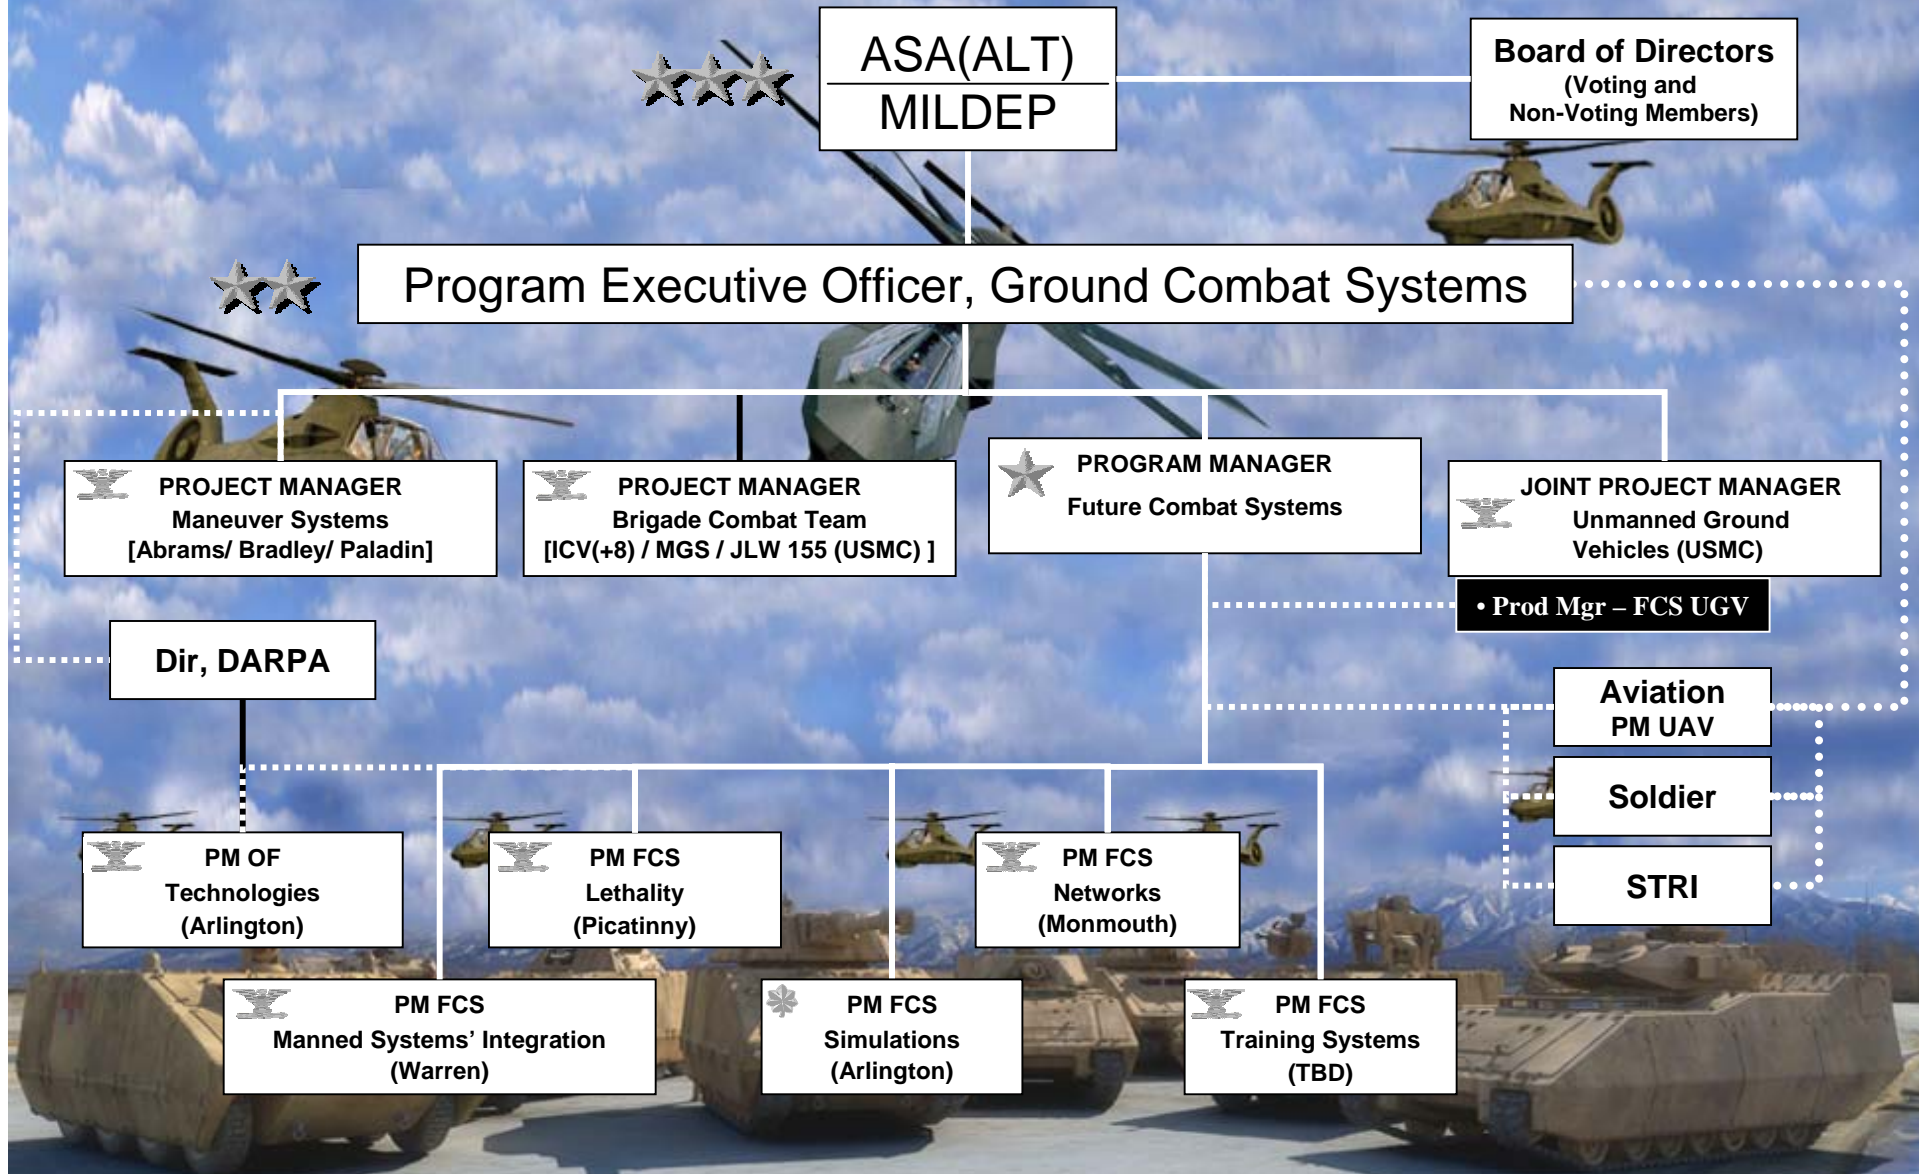 ASA(ALT)
MILDEP
Board of Directors
(Voting and
Non-Voting Members)
Program Executive Officer, Ground Combat Systems
PROJECT MANAGER
Maneuver Systems
[Abrams/ Bradley/ Paladin]
PROJECT MANAGER
Brigade Combat Team
[ICV(+8) / MGS / JLW 155 (USMC) ]
PROGRAM MANAGER
Future Combat Systems
JOINT PROJECT MANAGER
Unmanned Ground
Vehicles (USMC)
• Prod Mgr – FCS UGV
Dir, DARPA
Aviation
PM UAV
Soldier
STRI
PM OF
Technologies
(Arlington)
PM FCS
Lethality
(Picatinny)
PM FCS
Networks
(Monmouth)
PM FCS
Manned Systems’ Integration
(Warren)
PM FCS
Simulations
(Arlington)
PM FCS
Training Systems
(TBD)